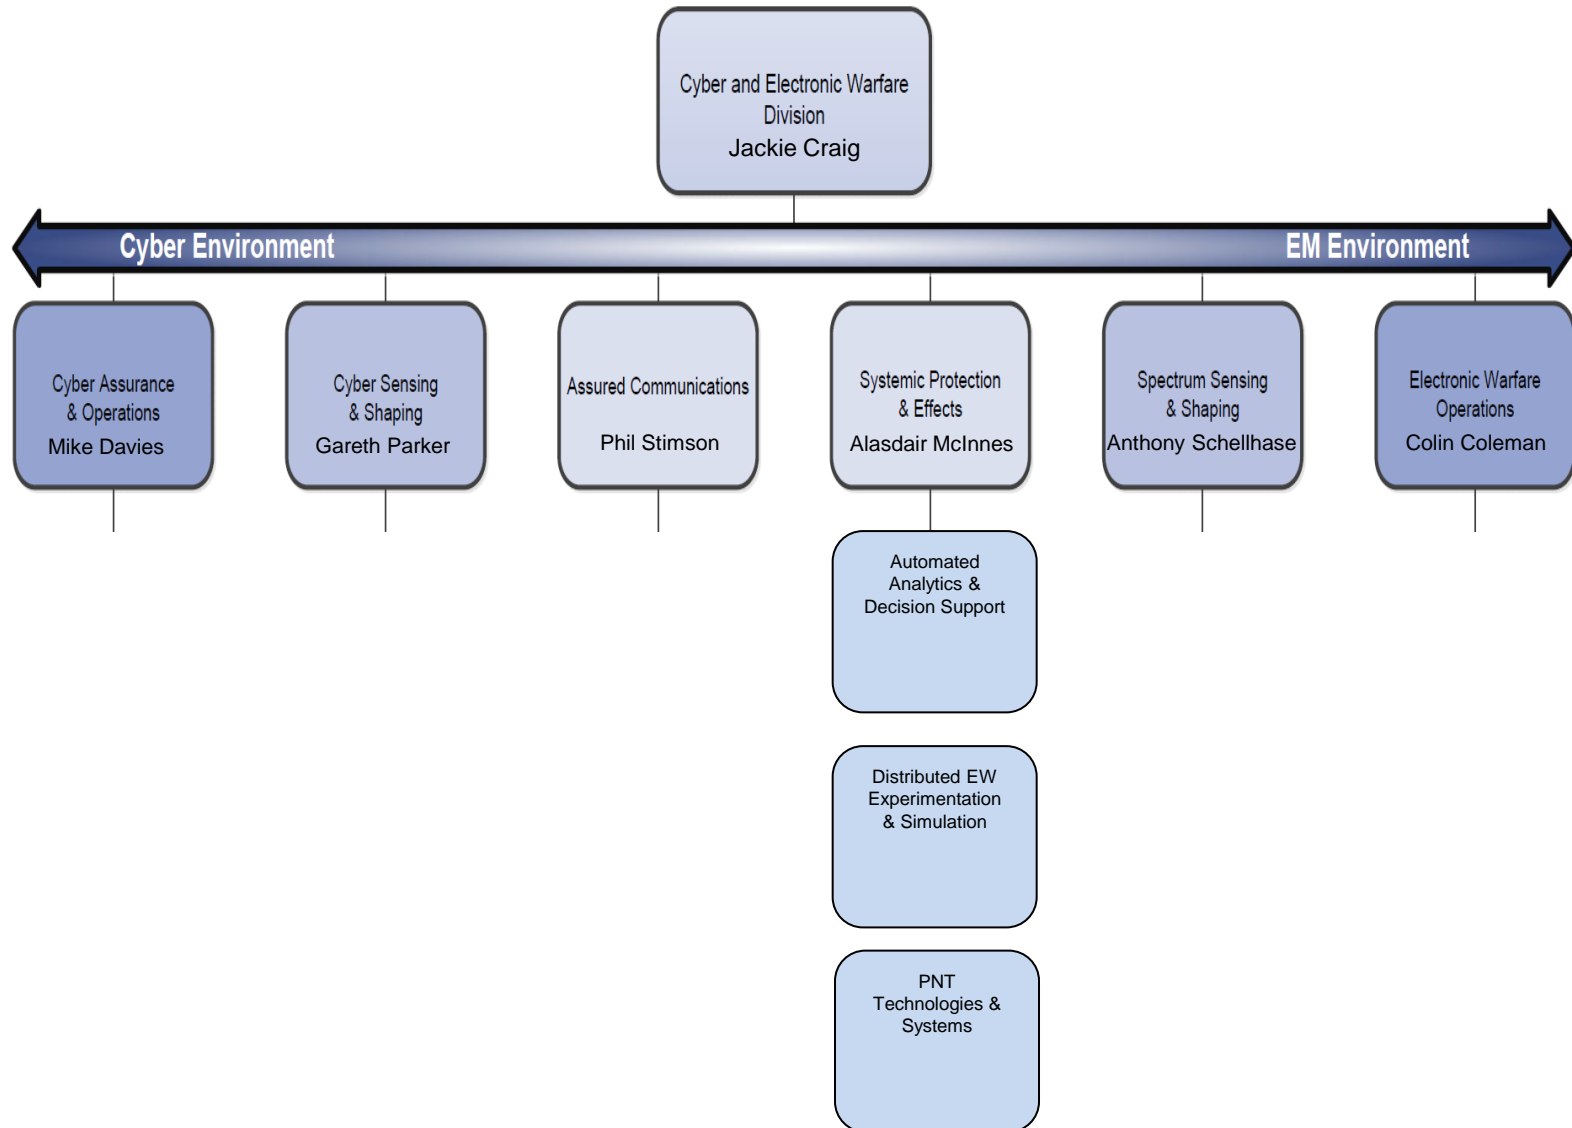 Cyber and Electronic Warfare
Division
Jackie Craig
Cyber Environment
EM Environment
Cyber Assurance
& Operations
Mike Davies
Cyber Sensing
& Shaping
Gareth Parker
Assured Communications
Phil Stimson
Systemic Protection
& Effects
Alasdair McInnes
Spectrum Sensing
& Shaping
Anthony Schellhase
Electronic Warfare
Operations
Colin Coleman
Automated
Analytics &
Decision Support
Distributed EW
Experimentation
& Simulation
PNT
Technologies &
Systems